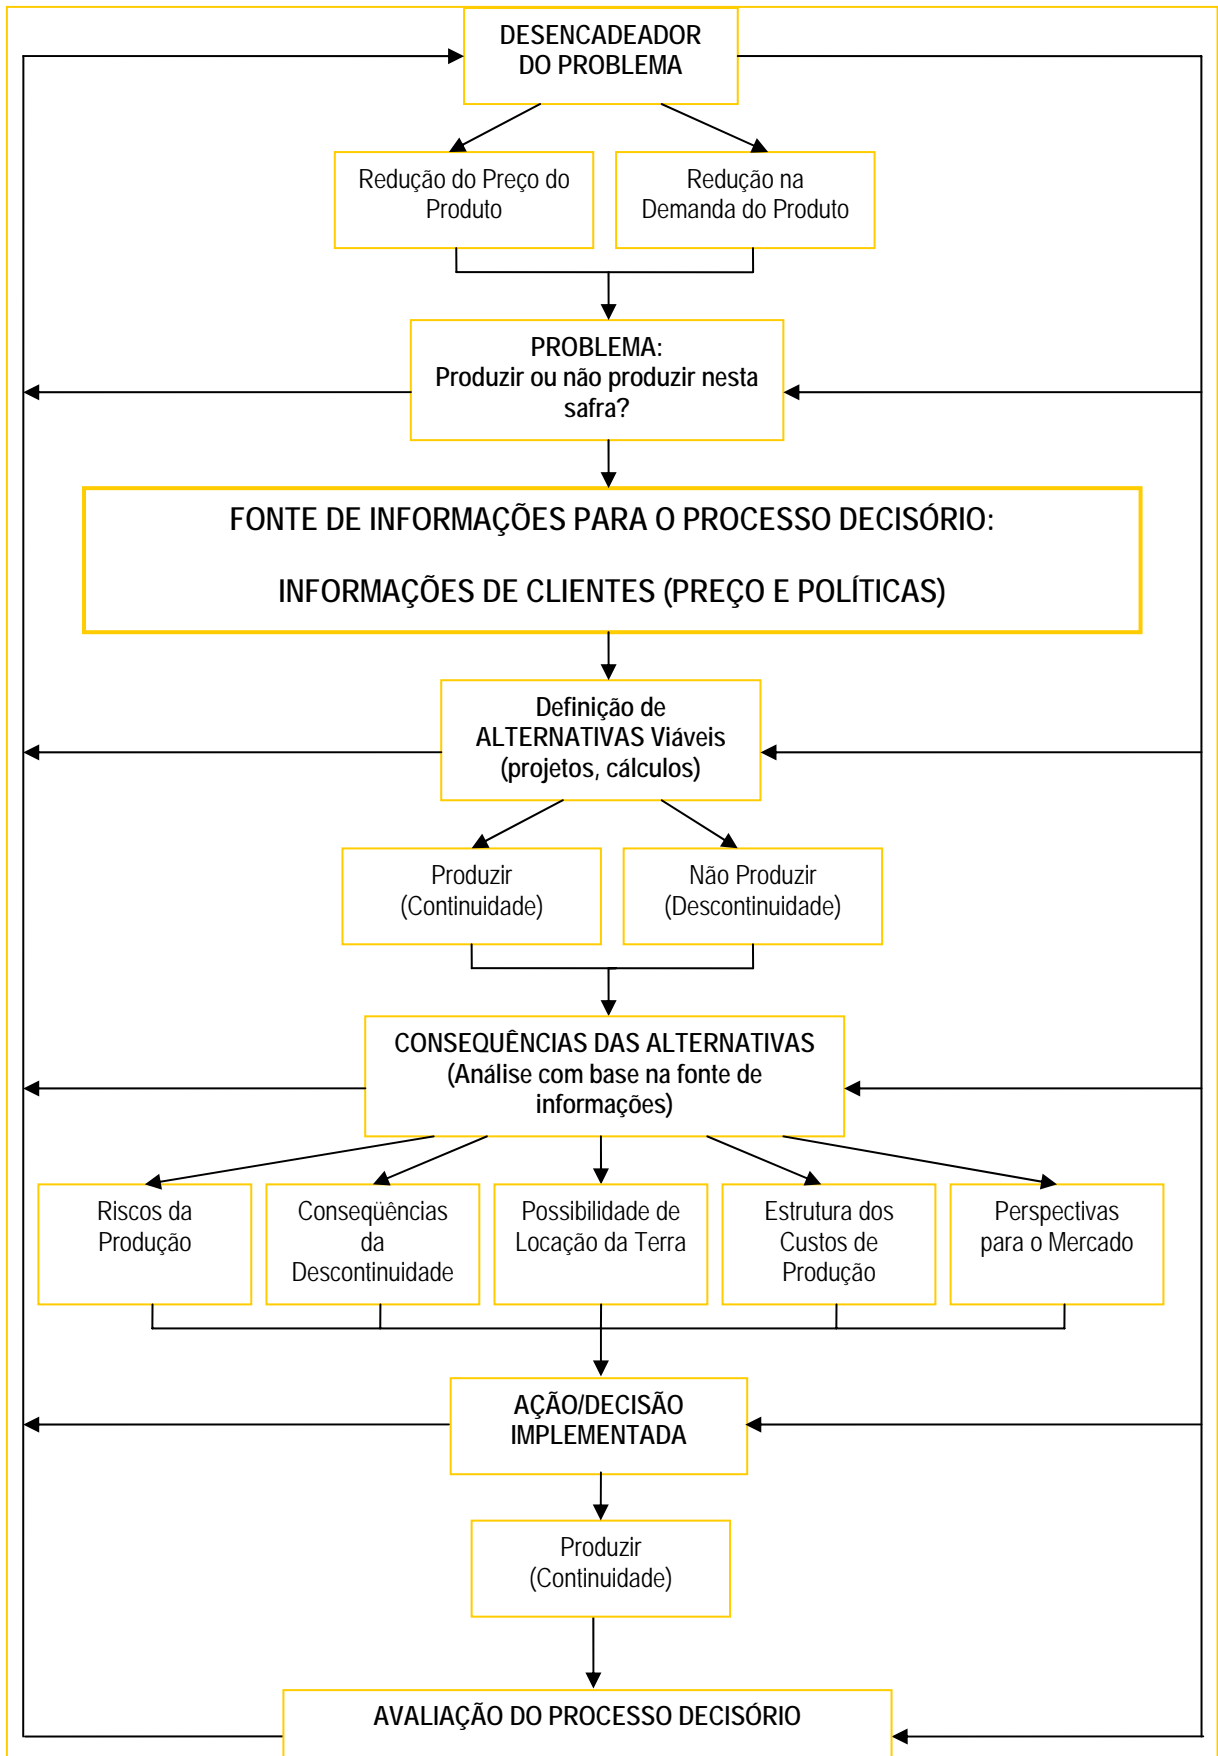 DESENCADEADOR
DO PROBLEMA
Redução do Preço do
Produto
Redução na
Demanda do Produto
PROBLEMA:
Produzir ou não produzir nesta
safra?
FONTE DE INFORMAÇÕES PARA O PROCESSO DECISÓRIO:
INFORMAÇÕES DE CLIENTES (PREÇO E POLÍTICAS)
Definição de
ALTERNATIVAS Viáveis
(projetos, cálculos)
Produzir
(Continuidade)
Não Produzir
(Descontinuidade)
CONSEQUÊNCIAS DAS ALTERNATIVAS
(Análise com base na fonte de
informações)
Riscos da
Produção
Conseqüências
da
Descontinuidade
Possibilidade de
Locação da Terra
Estrutura dos
Custos de
Produção
Perspectivas
para o Mercado
AÇÃO/DECISÃO
IMPLEMENTADA
Produzir
(Continuidade)
AVALIAÇÃO DO PROCESSO DECISÓRIO